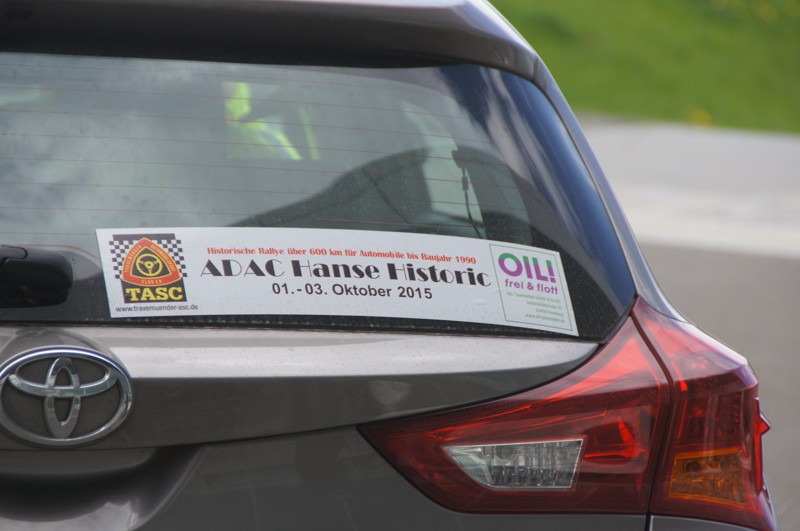 Historische Rallye über 600 km für Automobile bis Baujahr 1990
ADAC Hanse Historic
01.-03. Oktober 2015
TASC
www.travemuender-asc.de
OIL!
frei & flott